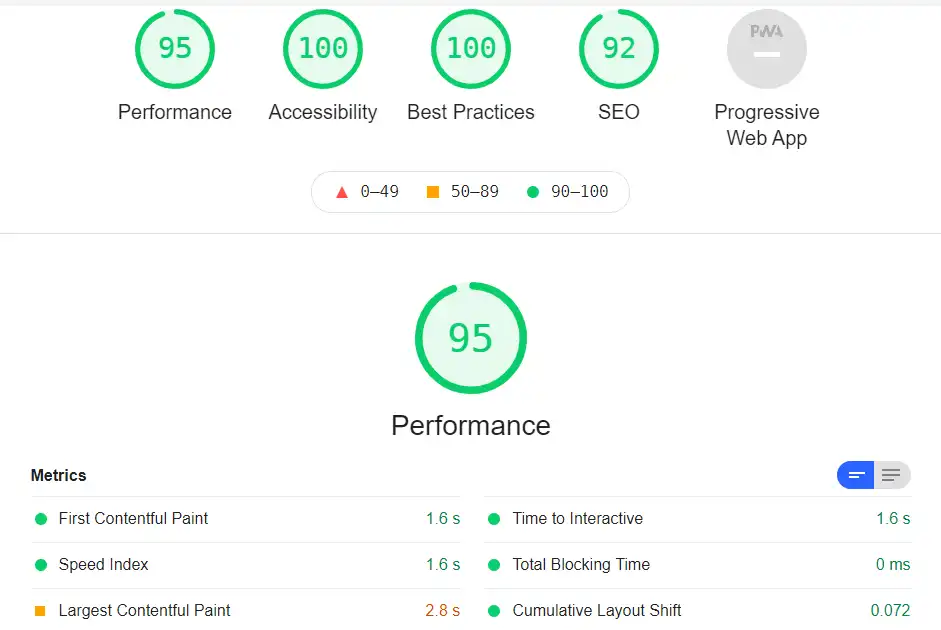 95 100 100 92 PWA
Performance Accessibility Best Practices SEO Progressive
Web App
0–49 50–89 90–100
95
Performance
Metrics
First Contentful Paint 1.6 s Time to Interactive 1.6 s
Speed Index 1.6 s Total Blocking Time 0 ms
Largest Contentful Paint 2.8 s Cumulative Layout Shift 0.072